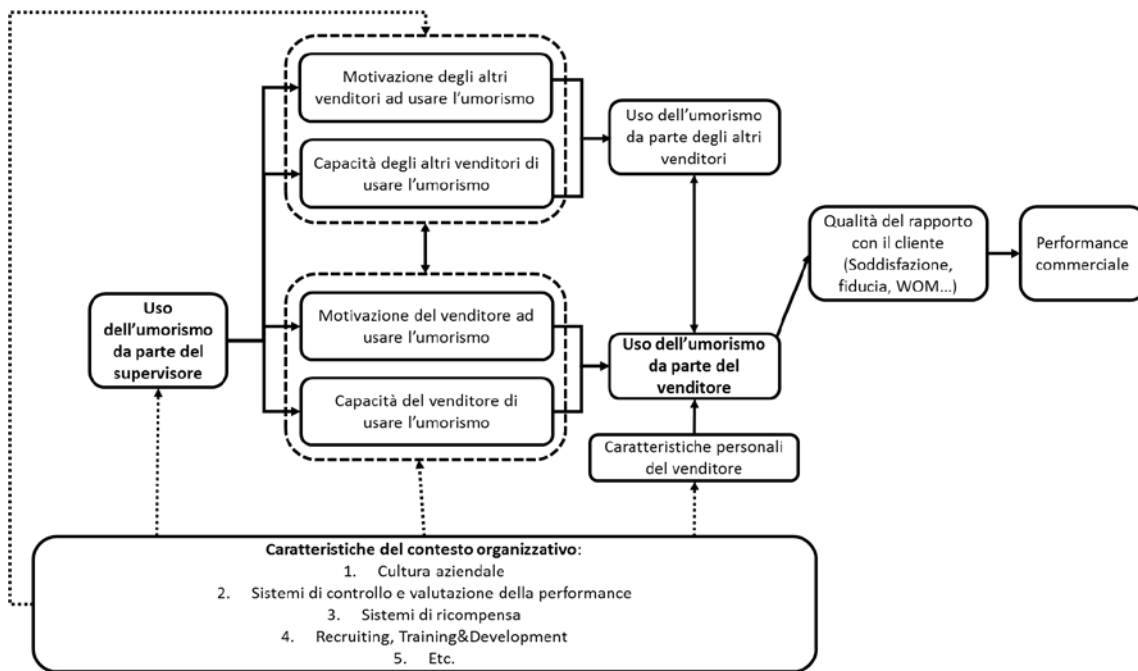 Motivazione degli altri
venditori ad usare l'umorismo
Capacità degli altri venditori di
usare l'umorismo
Uso dell'umorismo
da parte degli altri
venditori
Qualità del rapporto
con il cliente
(Soddisfazione,
fiducia, WOM...)
Performance
commerciale
Uso
dell'umorismo
da parte del
supervisore
Motivazione del venditore ad
usare l'umorismo
Capacità del venditore di
usare l'umorismo
Uso dell'umorismo
da parte del
venditore
Caratteristiche personali
del venditore
Caratteristiche del contesto organizzativo:
1. Cultura aziendale
2. Sistemi di controllo e valutazione della performance
3. Sistemi di ricompensa
4. Recruiting, Training&Development
5. Etc.